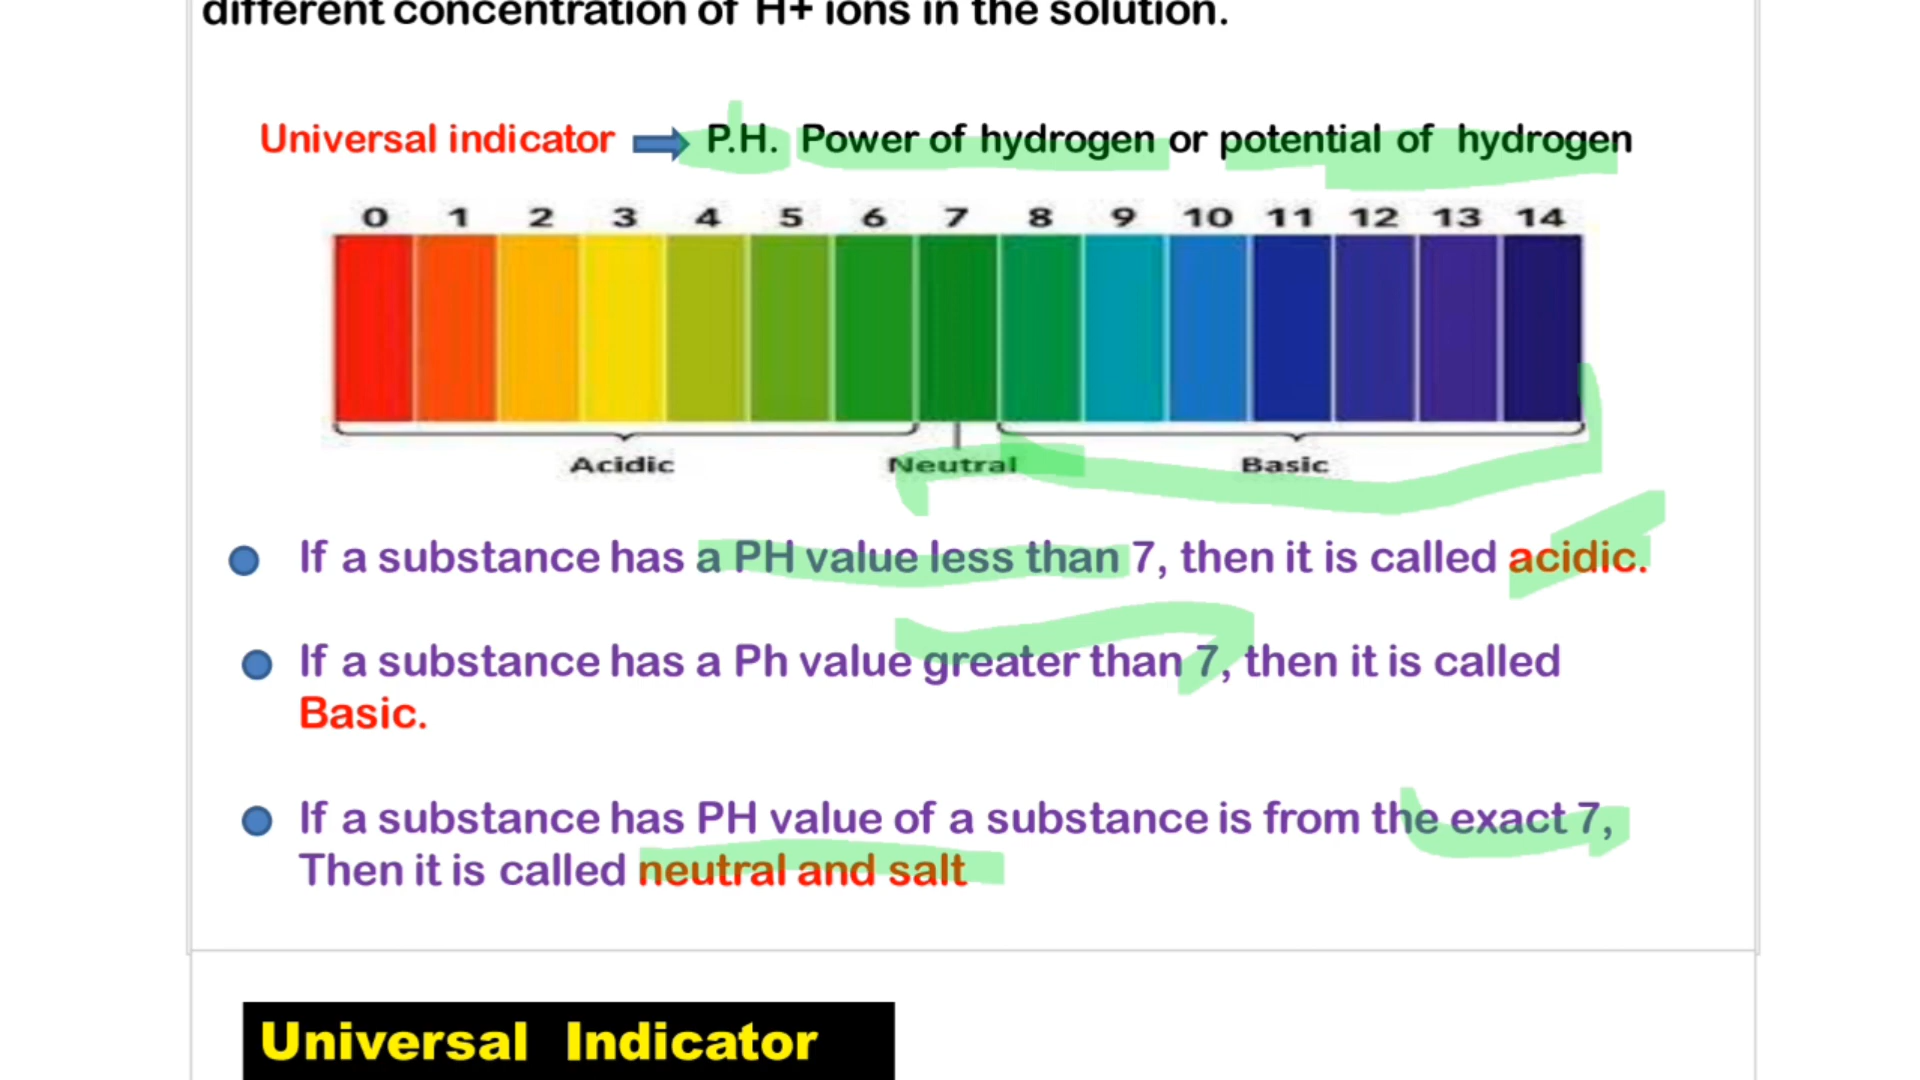 different concentration of H+ ions in the solution.
Universal indicator P.H. Power of hydrogen or potential of hydrogen
0 1 2 3 4 5 6 7 8 9 10 11 12 13 14
Acidic Neutral Basic
If a substance has a PH value less than 7, then it is called acidic.
If a substance has a Ph value greater than 7, then it is called
Basic.
If a substance has PH value of a substance is from the exact 7,
Then it is called neutral and salt
Universal Indicator